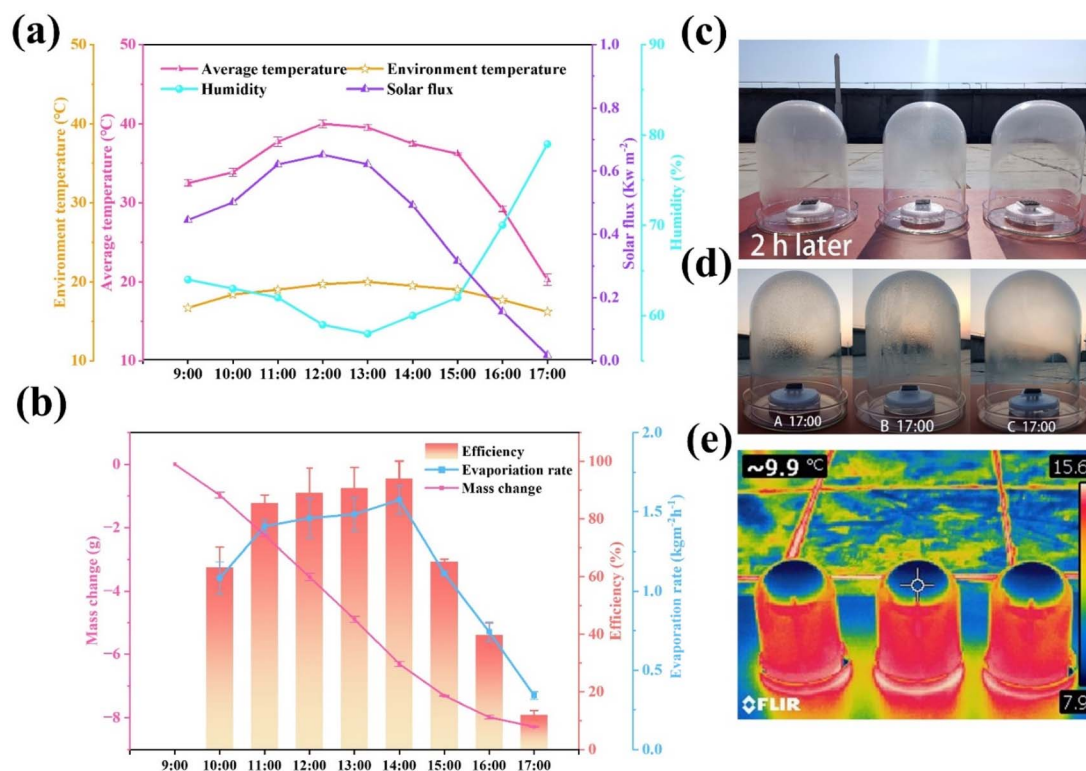 (a)
Environment temperature (℃)
50
40
30
20
10
Average temperature (℃)
50
40
30
20
10
Average temperature
Environment temperature
Humidity
Solar flux
9:00 10:00 11:00 12:00 13:00 14:00 15:00 16:00 17:00
1.0
0.8
0.6
0.4
0.2
0.0
Solar flux (Kw m⁻²)
90
80
70
60
Humidity (%)
(b)
Mass change (g)
0
−2
−4
−6
−8
Efficiency
Evaporiation rate
Mass change
9:00 10:00 11:00 12:00 13:00 14:00 15:00 16:00 17:00
100
80
60
40
20
0
Efficiency (%)
2.0
1.5
1.0
0.5
0.0
Evaporation rate (kgm⁻²h⁻¹)
(c)
2 h later
(d)
A 17:00
B 17:00
C 17:00
(e)
~9.9 °C
15.6
7.9
FLIR